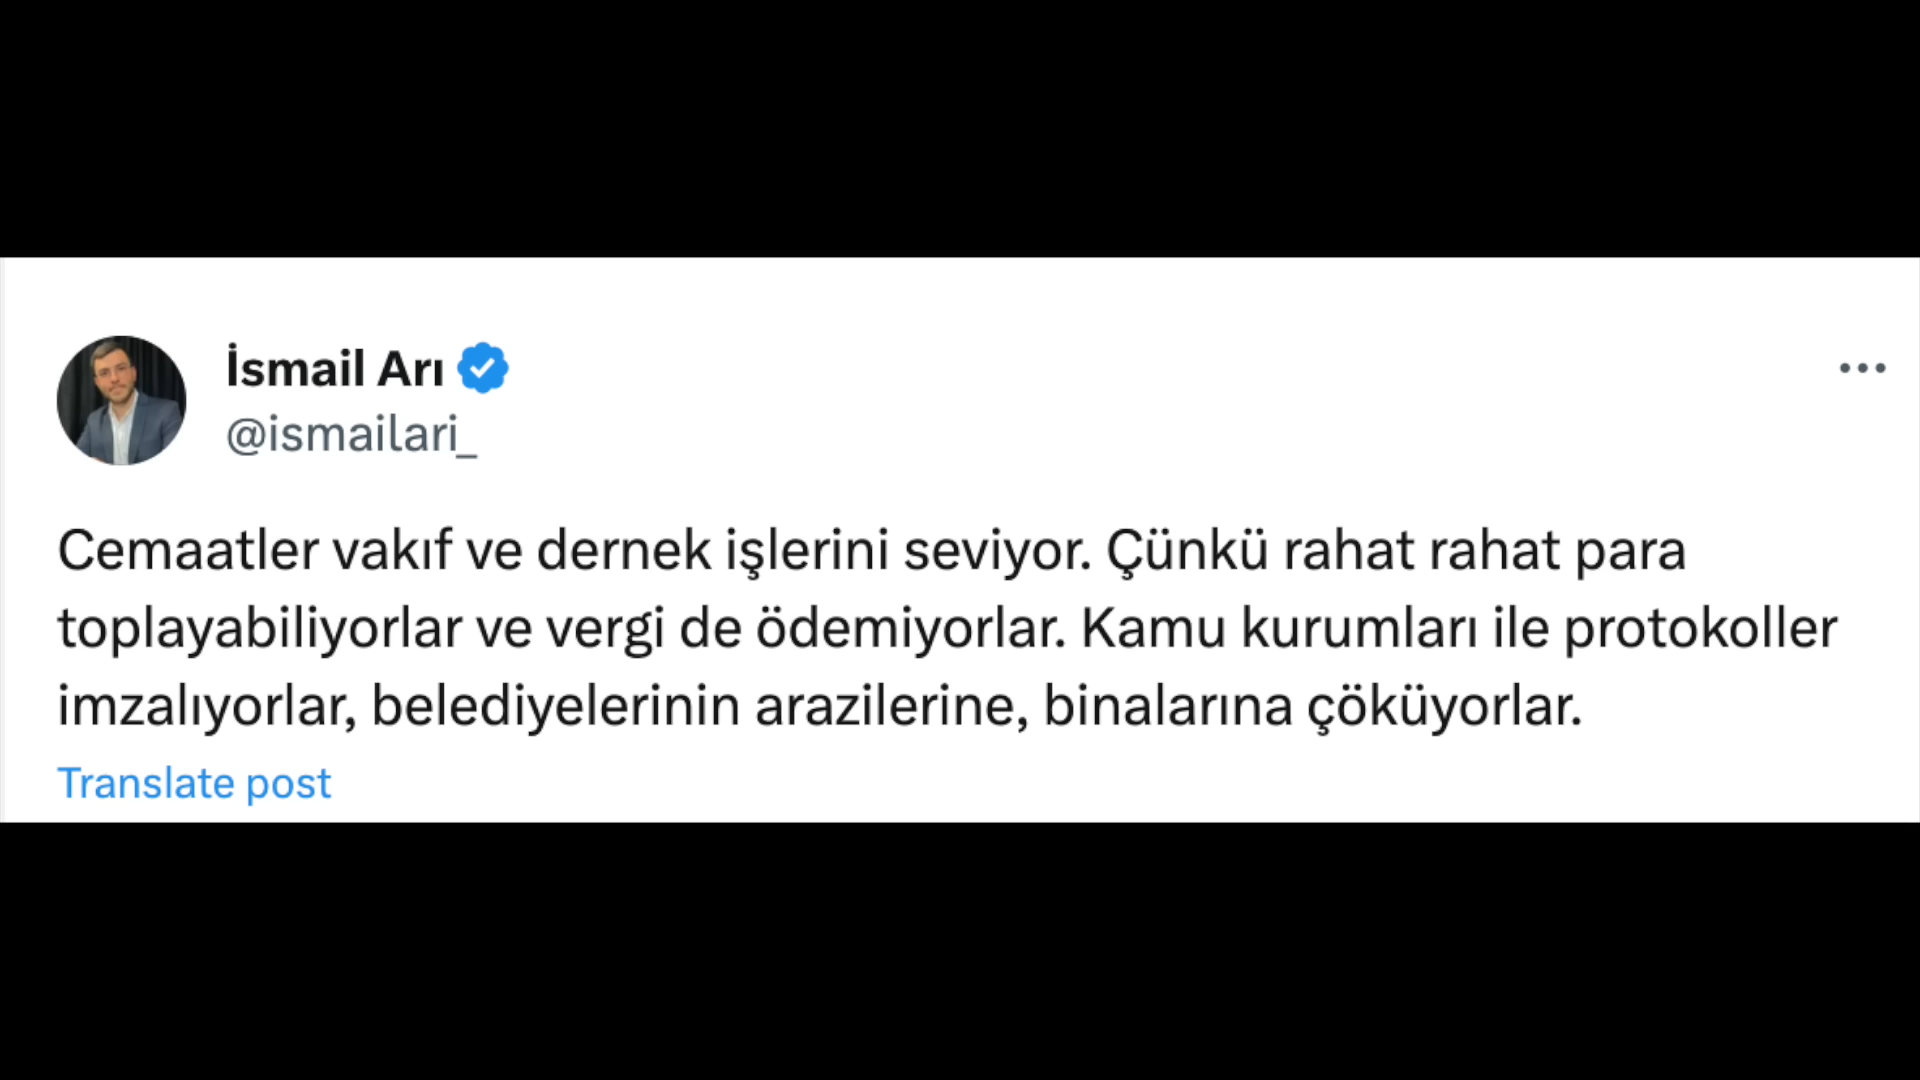 İsmail Arı
@ismailari_
Cemaatler vakıf ve dernek işlerini seviyor. Çünkü rahat rahat para
toplayabiliyorlar ve vergi de ödemiyorlar. Kamu kurumları ile protokoller
imzalıyorlar, belediyelerinin arazilerine, binalarına çöküyorlar.
Translate post